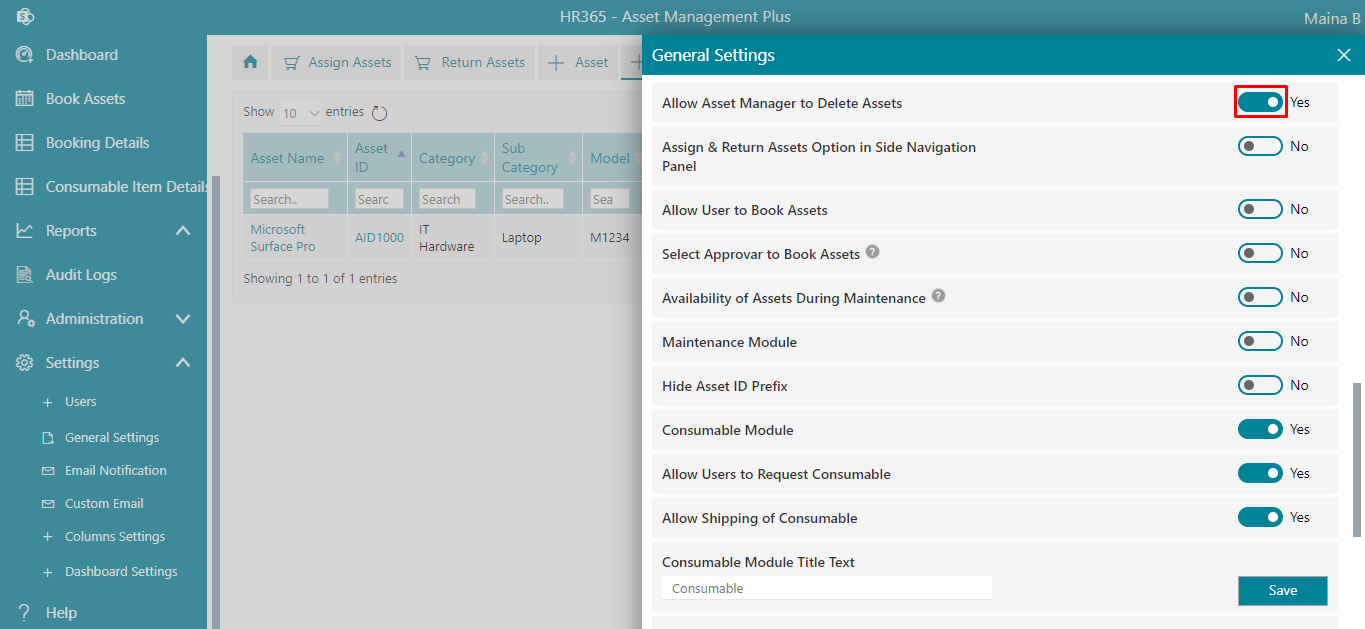 HR365 - Asset Management Plus
Maina B
Dashboard
Book Assets
Booking Details
Consumable Item Details
Reports
Audit Logs
Administration
Settings
Users
General Settings
Email Notification
Custom Email
Columns Settings
Dashboard Settings
? Help
Assign Assets
Return Assets
Asset
Show 10 entries
Asset Name
Asset ID
Category
Sub Category
Model
Search..
Searc
Search
Search..
Sea
Microsoft Surface Pro
AID1000
IT Hardware
Laptop
M1234
Showing 1 to 1 of 1 entries
General Settings
Allow Asset Manager to Delete Assets Yes
Assign & Return Assets Option in Side Navigation
Panel
No
Allow User to Book Assets No
Select Approvar to Book Assets ? No
Availability of Assets During Maintenance ? No
Maintenance Module No
Hide Asset ID Prefix No
Consumable Module Yes
Allow Users to Request Consumable Yes
Allow Shipping of Consumable Yes
Consumable Module Title Text
Consumable
Save